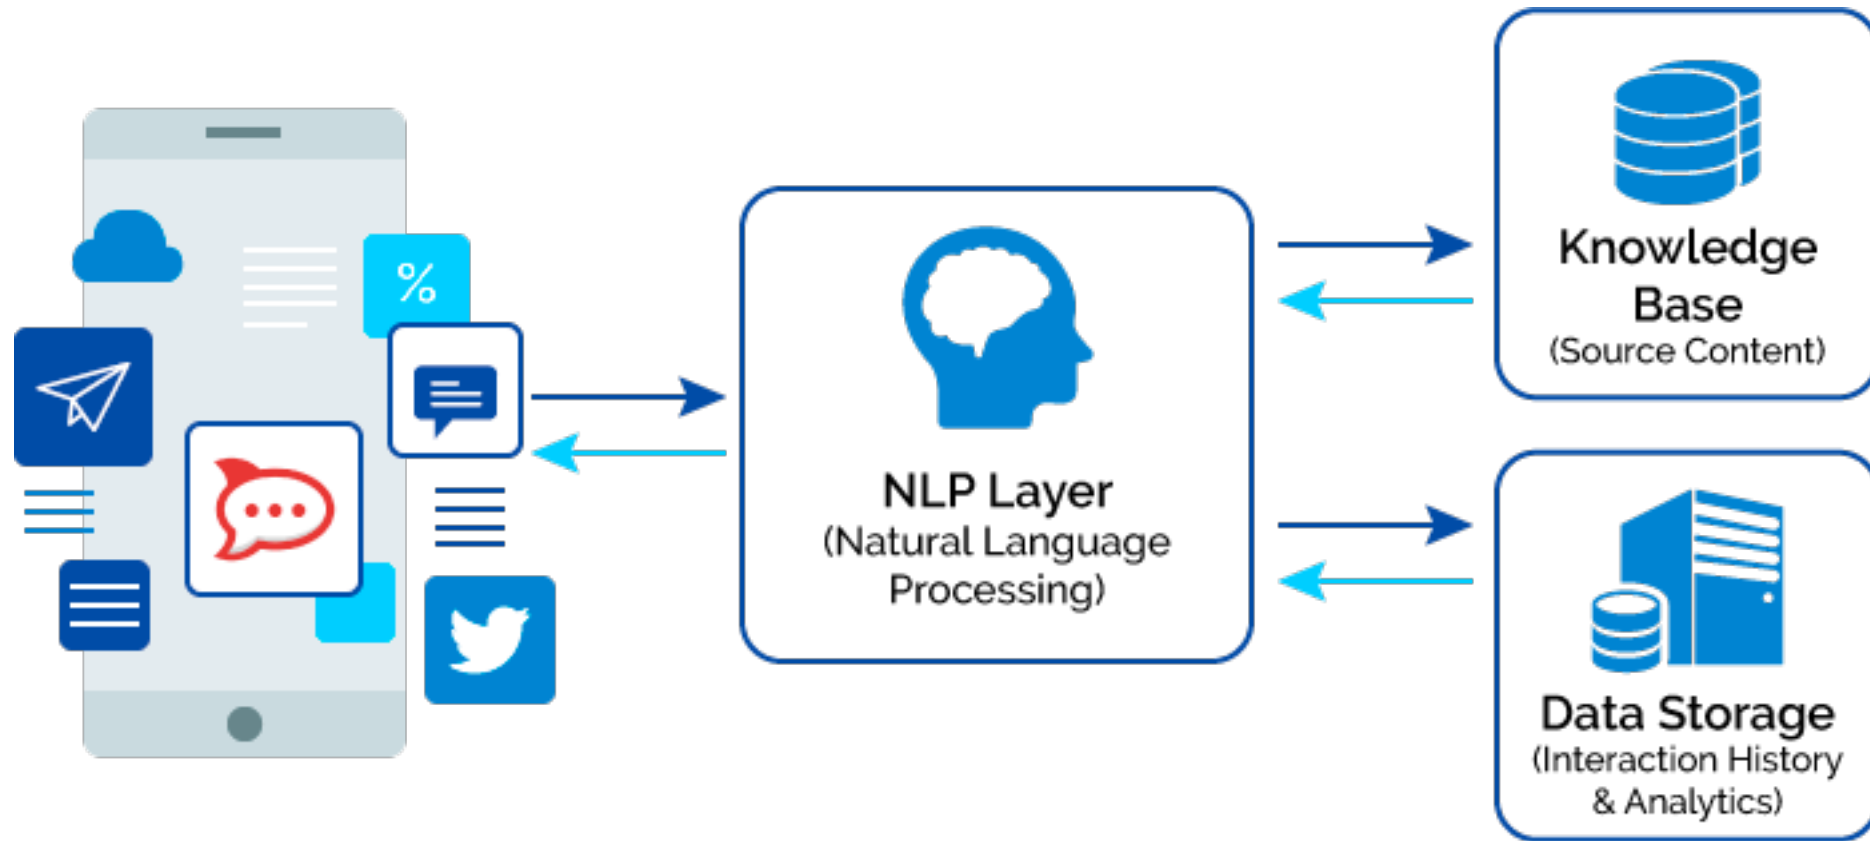 %
NLP Layer
(Natural Language
Processing)
Knowledge
Base
(Source Content)
Data Storage
(Interaction History
& Analytics)